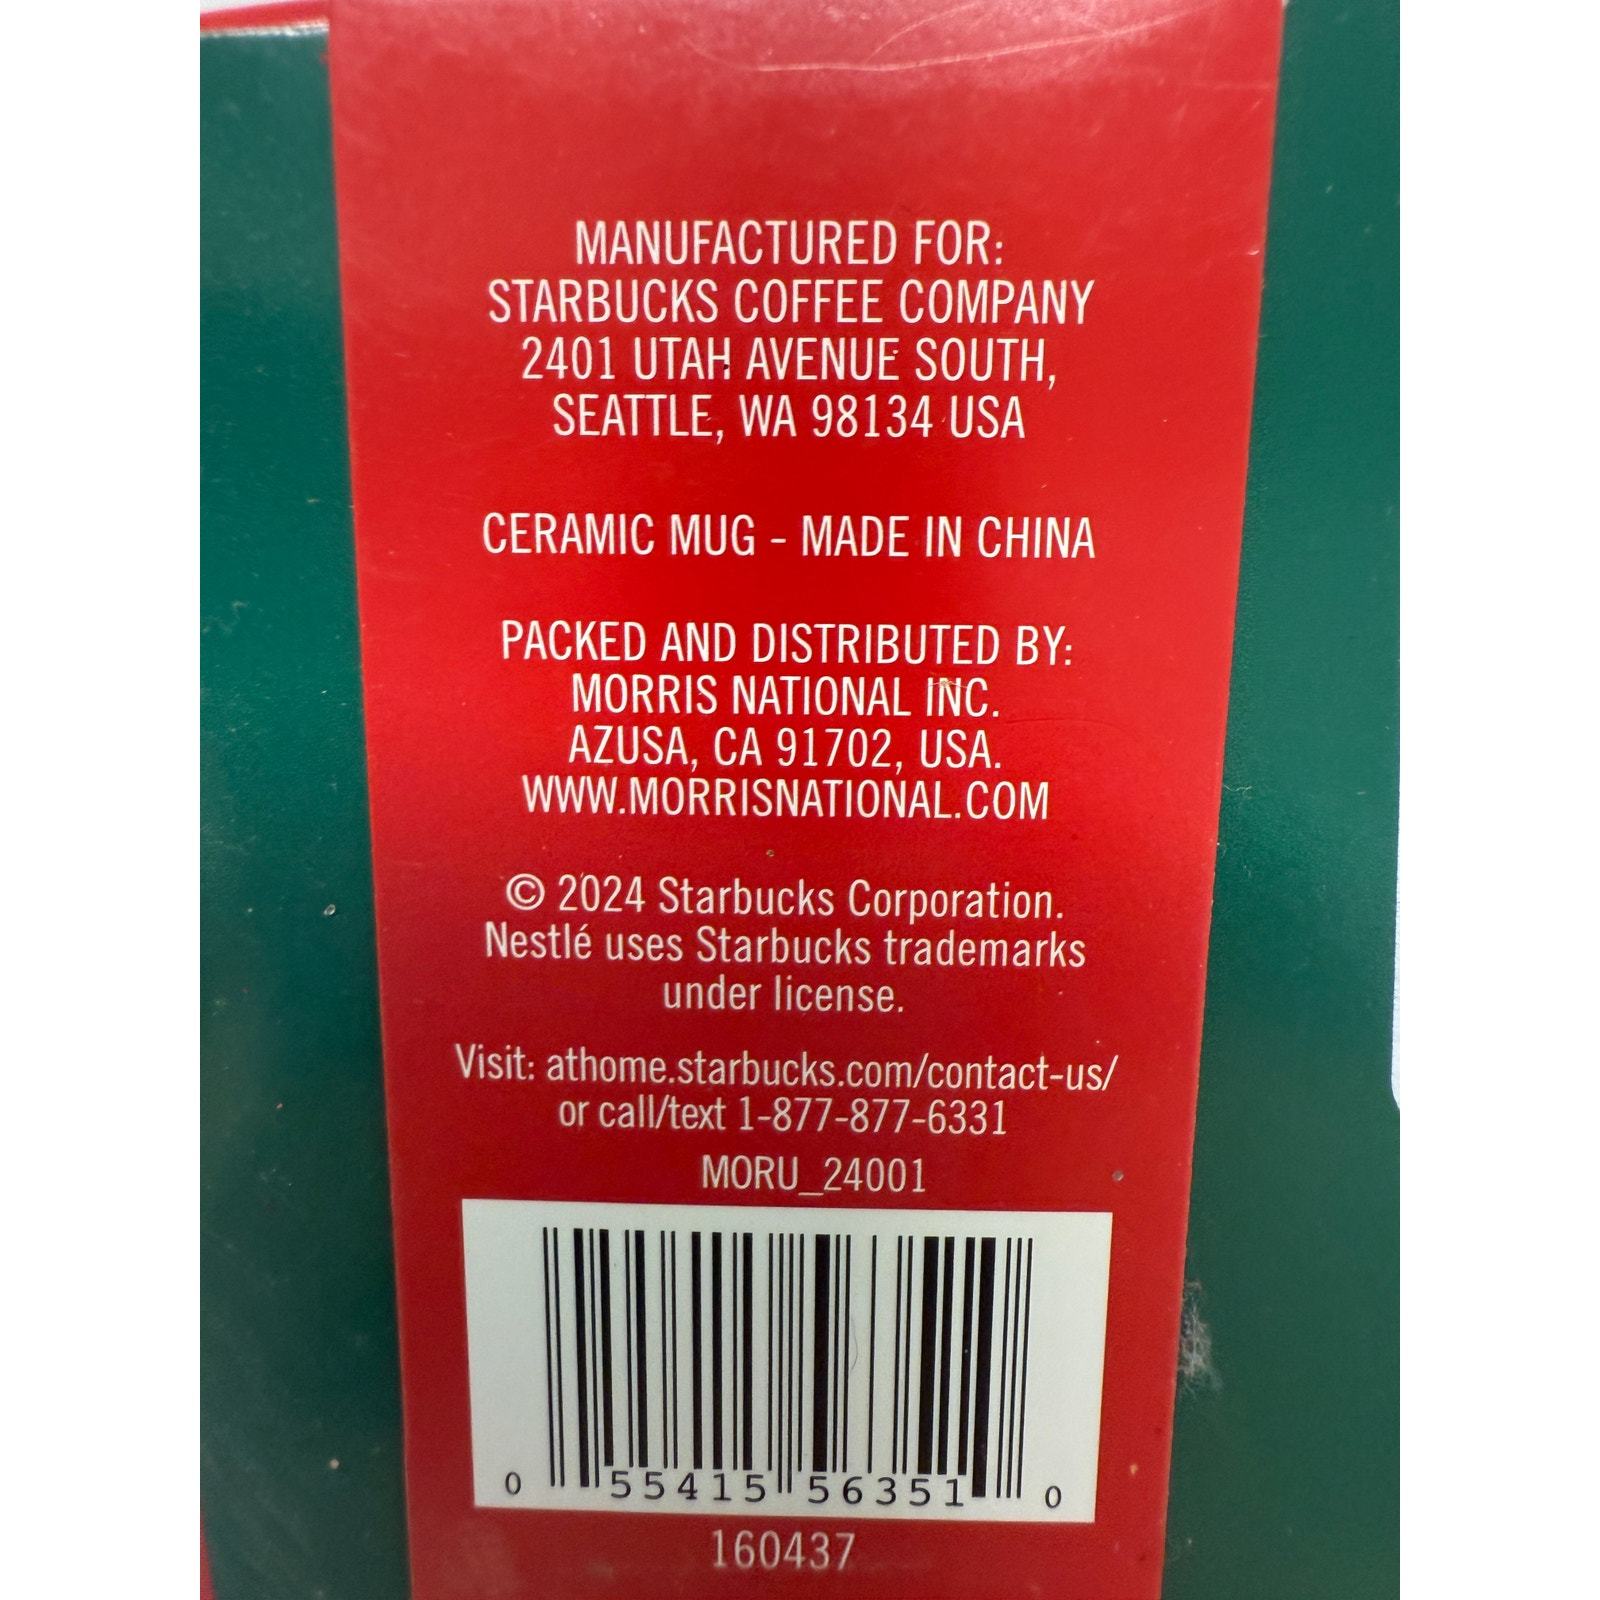 MANUFACTURED FOR:
STARBUCKS COFFEE COMPANY
2401 UTAH AVENUE SOUTH,
SEATTLE, WA 98134 USA
CERAMIC MUG - MADE IN CHINA
PACKED AND DISTRIBUTED BY:
MORRIS NATIONAL INC.
AZUSA, CA 91702, USA.
WWW.MORRISNATIONAL.COM
© 2024 Starbucks Corporation.
Nestlé uses Starbucks trademarks
under license.
Visit: athome.starbucks.com/contact-us/
or call/text 1-877-877-6331
MORU_24001
0 55415 56351 0
160437